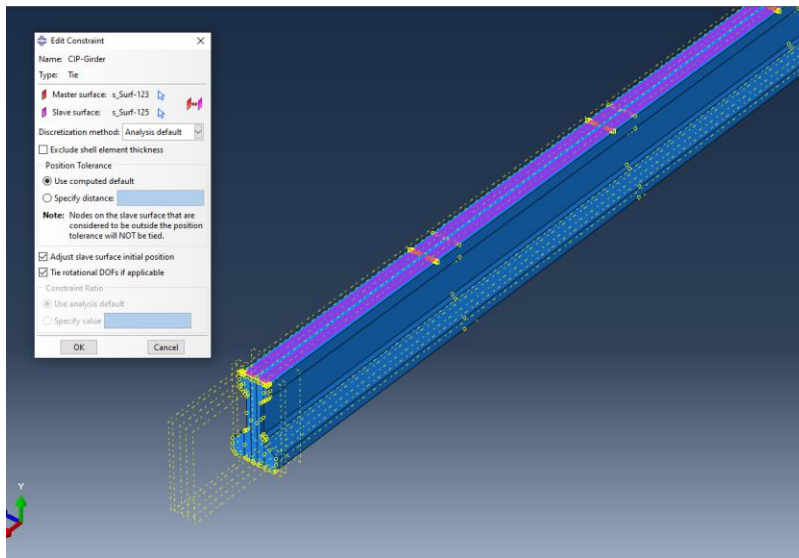 Edit Constraint
Name: CIP-Girder
Type: Tie
Master surface: s_Surf-123
Slave surface: s_Surf-125
Discretization method: Analysis default
Exclude shell element thickness
Position Tolerance
Use computed default
Specify distance:
Note: Nodes on the slave surface that are
considered to be outside the position
tolerance will NOT be tied.
Adjust slave surface initial position
Tie rotational DOFs if applicable
Constraint Ratio
Use analysis default
Specify value
OK Cancel
Y